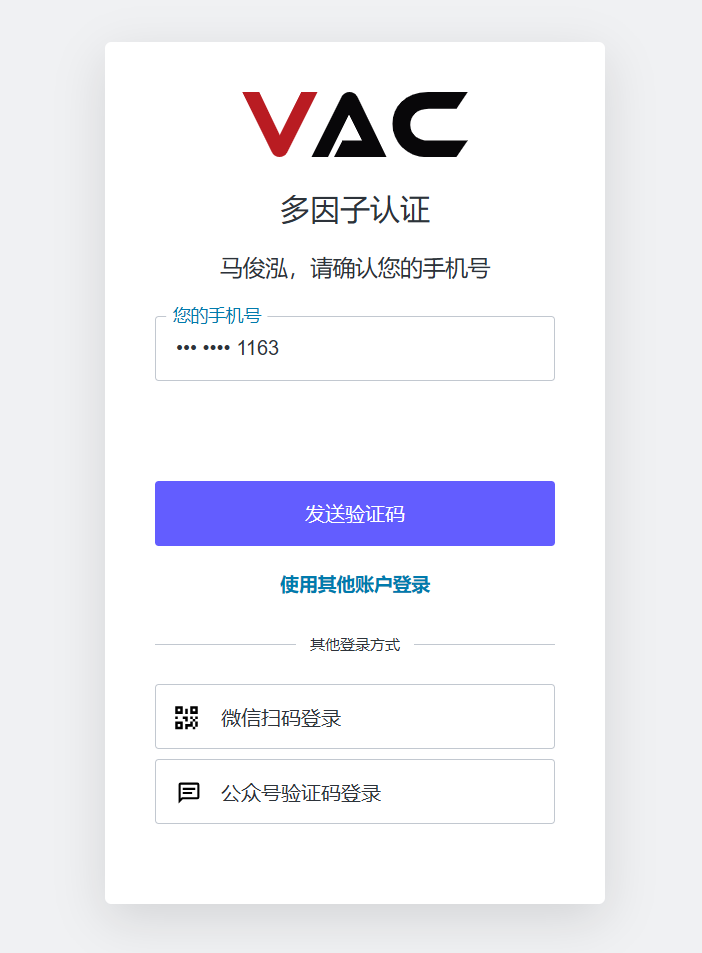 VAC
多因子认证
马俊泓，请确认您的手机号
您的手机号
••• •••• 1163
发送验证码
使用其他账户登录
其他登录方式
微信扫码登录
公众号验证码登录